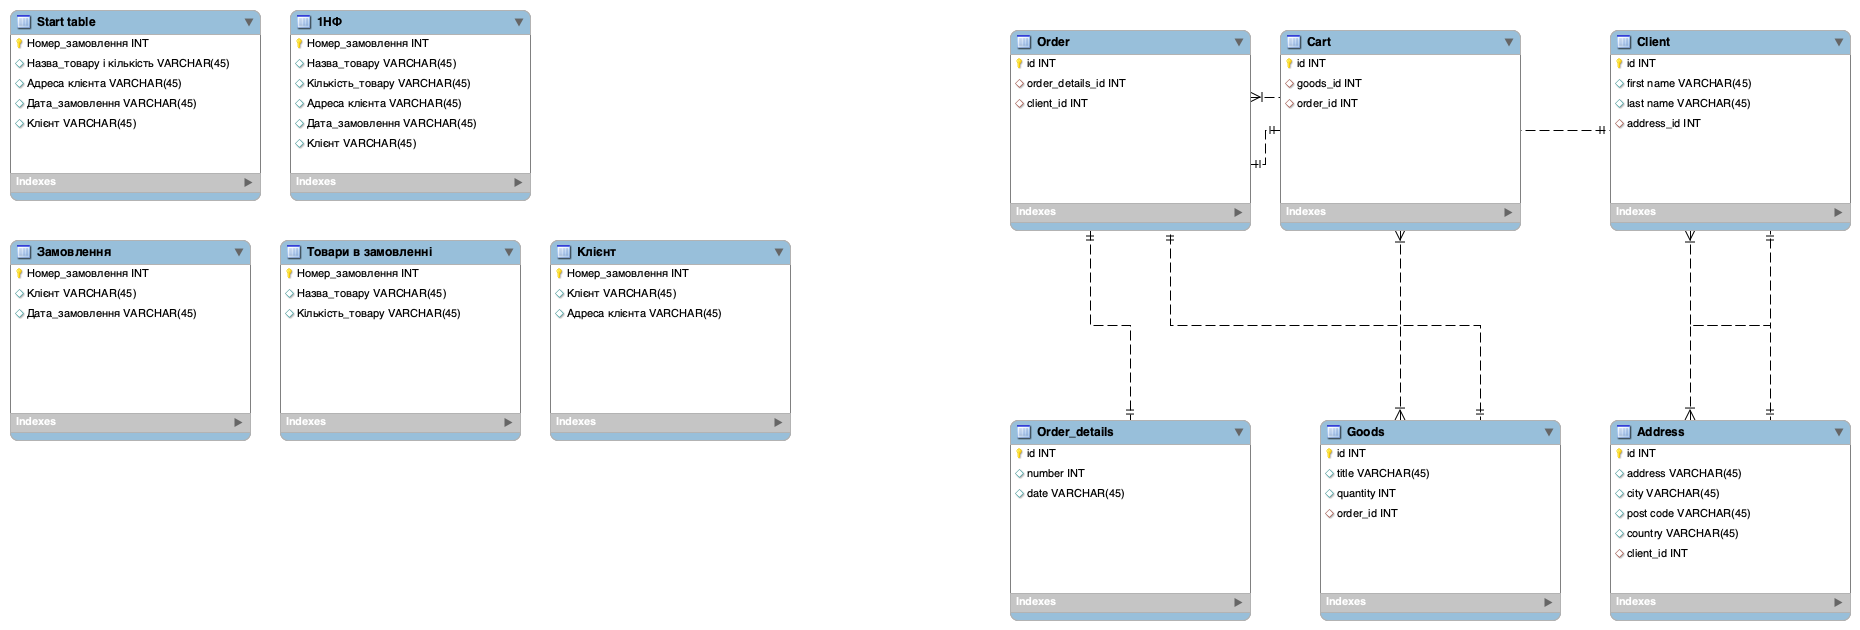 Start table
Номер_замовлення INT
Назва_товару і кількість VARCHAR(45)
Адреса клієнта VARCHAR(45)
Дата_замовлення VARCHAR(45)
Клієнт VARCHAR(45)
Indexes
1НФ
Номер_замовлення INT
Назва_товару VARCHAR(45)
Кількість_товару VARCHAR(45)
Адреса клієнта VARCHAR(45)
Дата_замовлення VARCHAR(45)
Клієнт VARCHAR(45)
Indexes
Замовлення
Номер_замовлення INT
Клієнт VARCHAR(45)
Дата_замовлення VARCHAR(45)
Indexes
Товари в замовленні
Номер_замовлення INT
Назва_товару VARCHAR(45)
Кількість_товару VARCHAR(45)
Indexes
Клієнт
Номер_замовлення INT
Клієнт VARCHAR(45)
Адреса клієнта VARCHAR(45)
Indexes
Order
id INT
order_details_id INT
client_id INT
Indexes
Cart
id INT
goods_id INT
order_id INT
Indexes
Client
id INT
first name VARCHAR(45)
last name VARCHAR(45)
address_id INT
Indexes
Order_details
id INT
number INT
date VARCHAR(45)
Indexes
Goods
id INT
title VARCHAR(45)
quantity INT
order_id INT
Indexes
Address
id INT
address VARCHAR(45)
city VARCHAR(45)
post code VARCHAR(45)
country VARCHAR(45)
client_id INT
Indexes